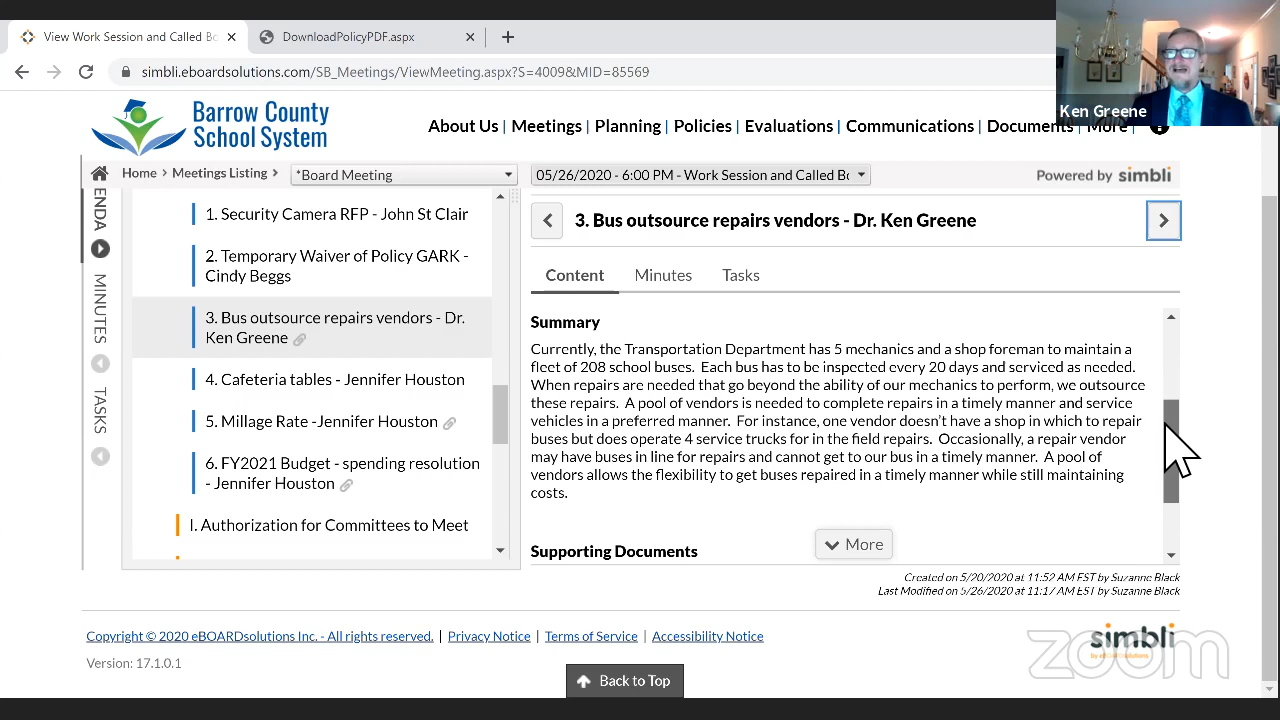 View Work Session and Called Bo
DownloadPolicyPDF.aspx
simbli.eboardsolutions.com/SB_Meetings/ViewMeeting.aspx?S=4009&MID=85569
Ken Greene
Barrow County
School System
About Us | Meetings | Planning | Policies | Evaluations | Communications | Documents | More
Home > Meetings Listing >
*Board Meeting
05/26/2020 - 6:00 PM - Work Session and Called Bo
Powered by simbli
ENDA
MINUTES
TASKS
1. Security Camera RFP - John St Clair
2. Temporary Waiver of Policy GARK -
Cindy Beggs
3. Bus outsource repairs vendors - Dr.
Ken Greene
4. Cafeteria tables - Jennifer Houston
5. Millage Rate -Jennifer Houston
6. FY2021 Budget - spending resolution
- Jennifer Houston
I. Authorization for Committees to Meet
3. Bus outsource repairs vendors - Dr. Ken Greene
Content Minutes Tasks
Summary
Currently, the Transportation Department has 5 mechanics and a shop foreman to maintain a
fleet of 208 school buses. Each bus has to be inspected every 20 days and serviced as needed.
When repairs are needed that go beyond the ability of our mechanics to perform, we outsource
these repairs. A pool of vendors is needed to complete repairs in a timely manner and service
vehicles in a preferred manner. For instance, one vendor doesn't have a shop in which to repair
buses but does operate 4 service trucks for in the field repairs. Occasionally, a repair vendor
may have buses in line for repairs and cannot get to our bus in a timely manner. A pool of
vendors allows the flexibility to get buses repaired in a timely manner while still maintaining
costs.
Supporting Documents
More
Created on 5/20/2020 at 11:52 AM EST by Suzanne Black
Last Modified on 5/26/2020 at 11:17 AM EST by Suzanne Black
Copyright © 2020 eBOARDsolutions Inc. - All rights reserved. | Privacy Notice | Terms of Service | Accessibility Notice
simbli
zoom
Version: 17.1.0.1
Back to Top